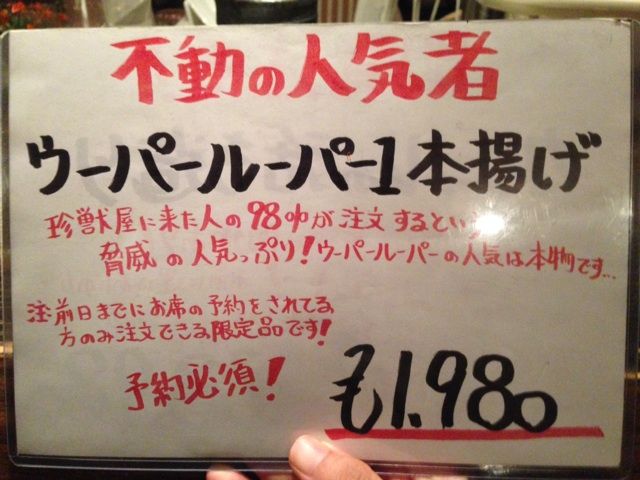 不動の人気者
ウーパールーパー1本揚げ
珍獣屋に来た人の98%が注文するという
脅威の人気っぷり!ウーパールーパーの人気は本物です…
注:前日までにお席の予約をされてる
方のみ注文できる限定品です!
予約必須!
¥1.980